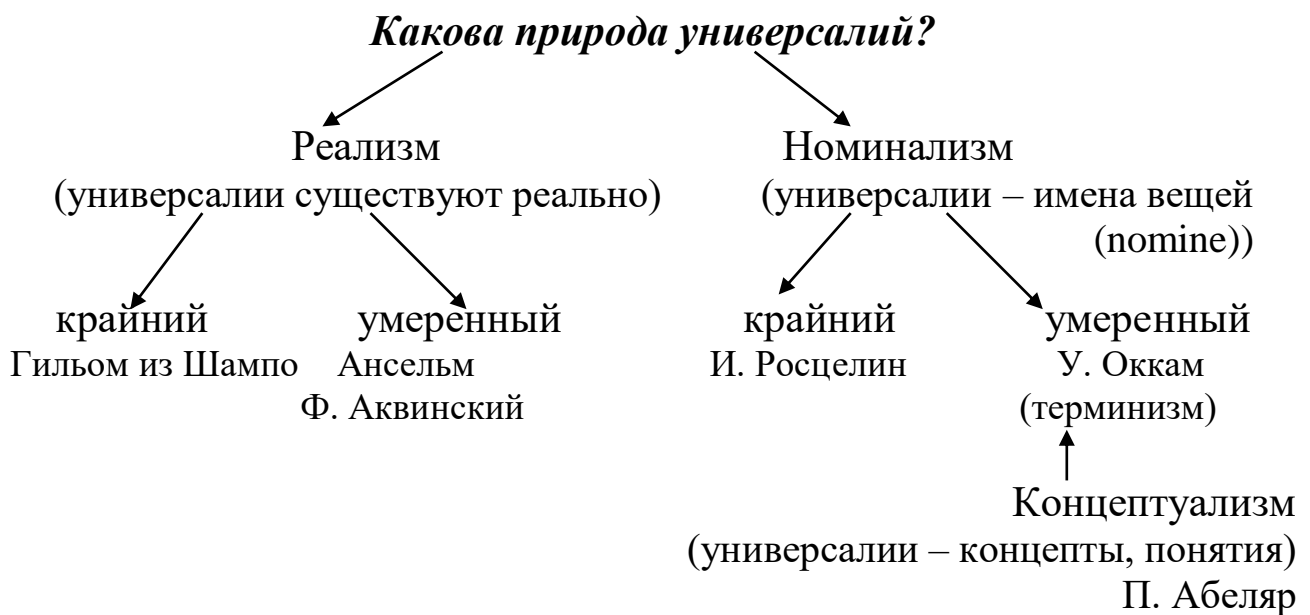 Какова природа универсалий?
Реализм
(универсалии существуют реально)
Номинализм
(универсалии – имена вещей
(nomine))
крайний
Гильом из Шампо
умеренный
Ансельм
Ф. Аквинский
крайний
И. Росцелин
умеренный
У. Оккам
(терминизм)
Концептуализм
(универсалии – концепты, понятия)
П. Абеляр